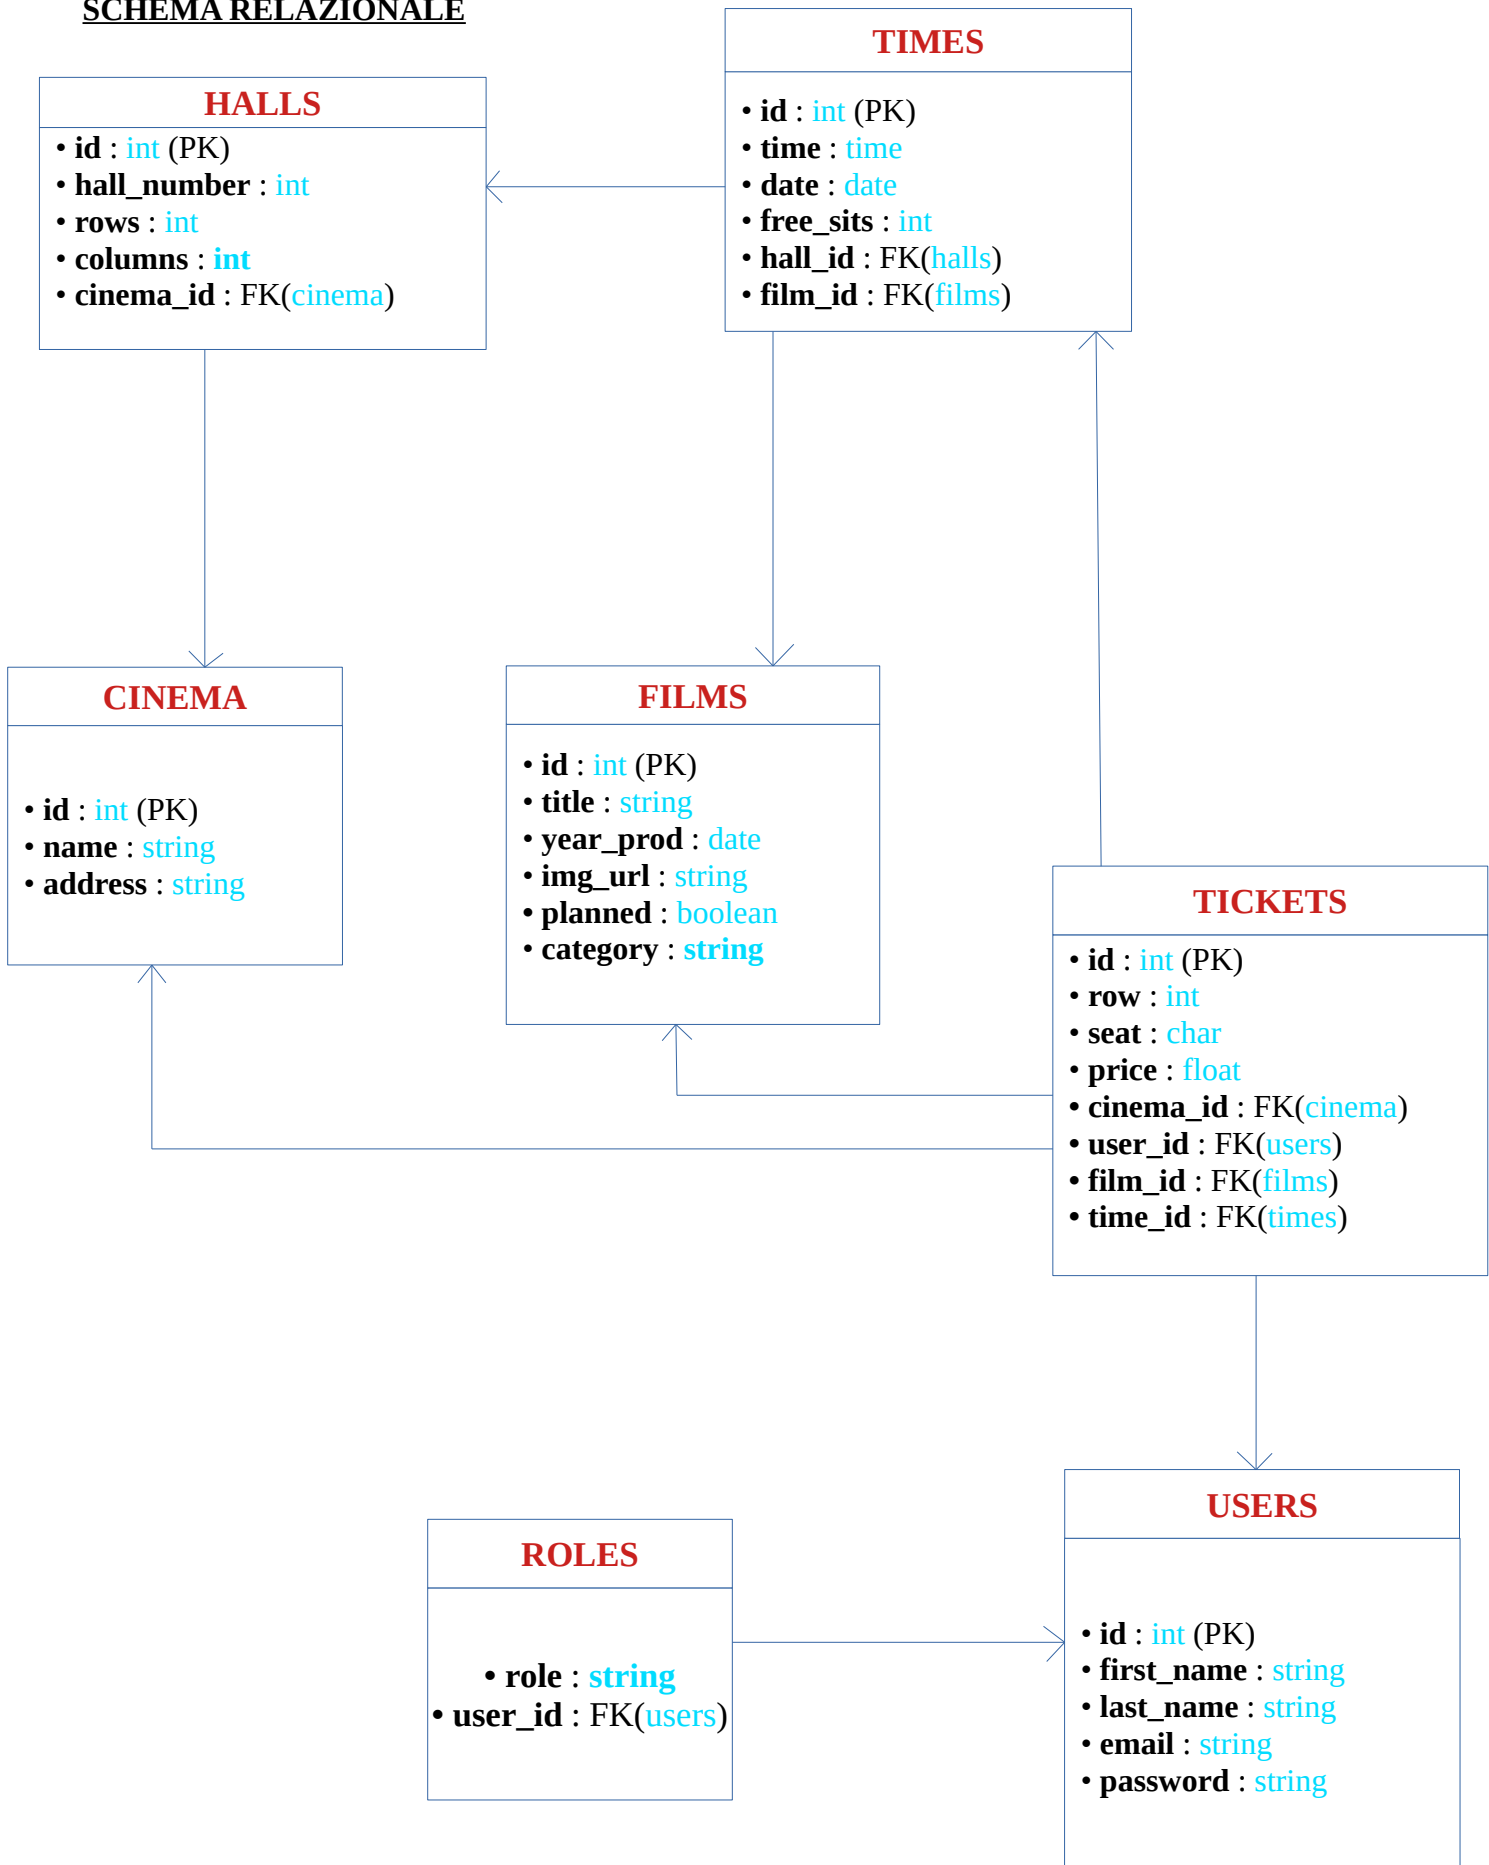 SCHEMA RELAZIONALE
TIMES
• id : int (PK)
• time : time
• date : date
• free_sits : int
• hall_id : FK(halls)
• film_id : FK(films)
HALLS
• id : int (PK)
• hall_number : int
• rows : int
• columns : int
• cinema_id : FK(cinema)
CINEMA
• id : int (PK)
• name : string
• address : string
FILMS
• id : int (PK)
• title : string
• year_prod : date
• img_url : string
• planned : boolean
• category : string
TICKETS
• id : int (PK)
• row : int
• seat : char
• price : float
• cinema_id : FK(cinema)
• user_id : FK(users)
• film_id : FK(films)
• time_id : FK(times)
ROLES
• role : string
• user_id : FK(users)
USERS
• id : int (PK)
• first_name : string
• last_name : string
• email : string
• password : string